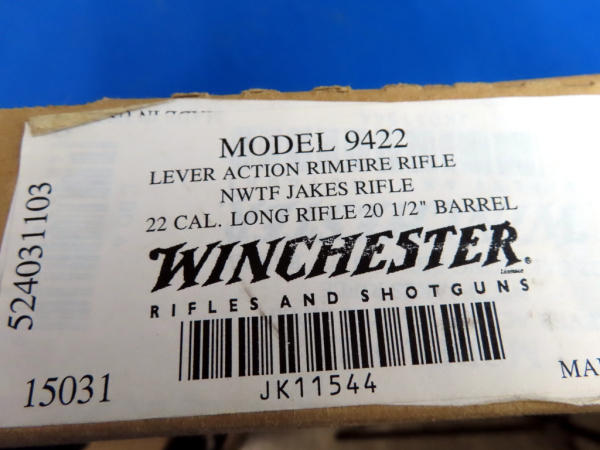 MODEL 9422
LEVER ACTION RIMFIRE RIFLE
NWTF JAKES RIFLE
22 CAL. LONG RIFLE 20 1/2" BARREL
WINCHESTER®
Licensee
RIFLES AND SHOTGUNS
JK11544
524031103
15031